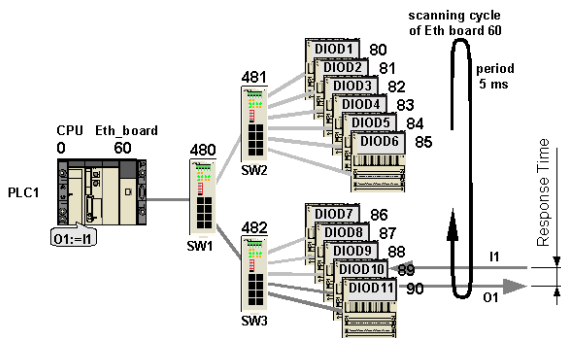 scanning cycle
of Eth board 60
period
5 ms
DIOD1 80
DIOD2 81
DIOD3 82
DIOD4 83
DIOD5 84
DIOD6 85
481
SW2
CPU Eth_board
0 60
PLC1
O1:=I1
480
SW1
482
SW3
DIOD7 86
DIOD8 87
DIOD9 88
DIOD10 89
DIOD11 90
I1
O1
Response Time